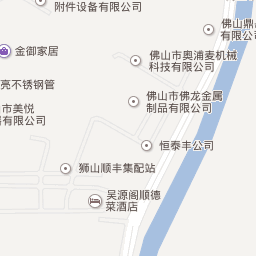 附件设备有限公司
佛山鼎
有限公司
金御家居
佛山市奥浦麦机械
科技有限公司
亮不锈钢管
佛山市佛龙金属
制品有限公司
市美悦
有限公司
恒泰丰公司
狮山顺丰集配站
吴源阁顺德
菜酒店